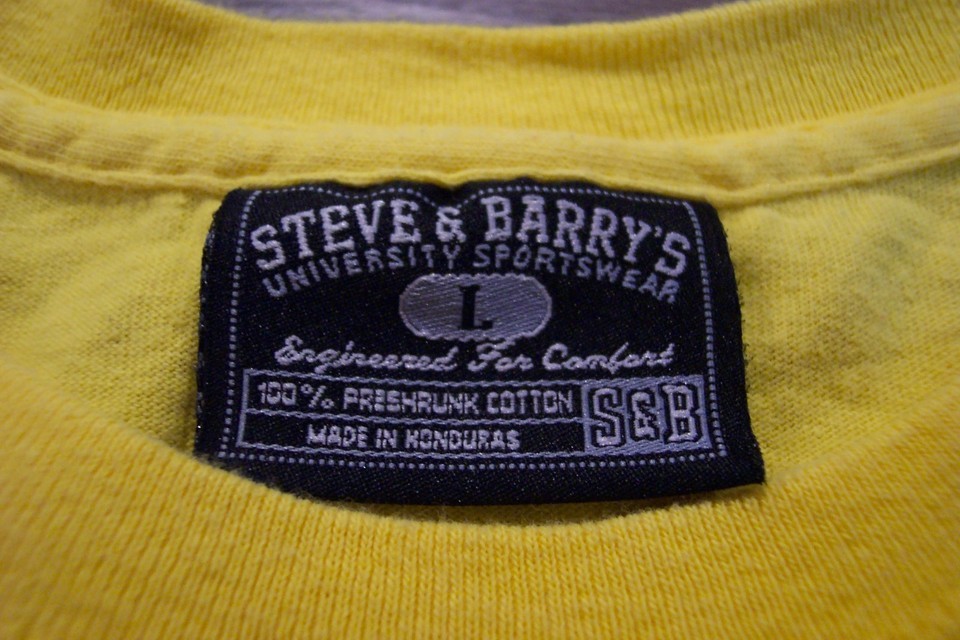 STEVE & BARRY'S
UNIVERSITY SPORTSWEAR
L
Engineered For Comfort
100% PRESHRUNK COTTON
MADE IN HONDURAS
S&B